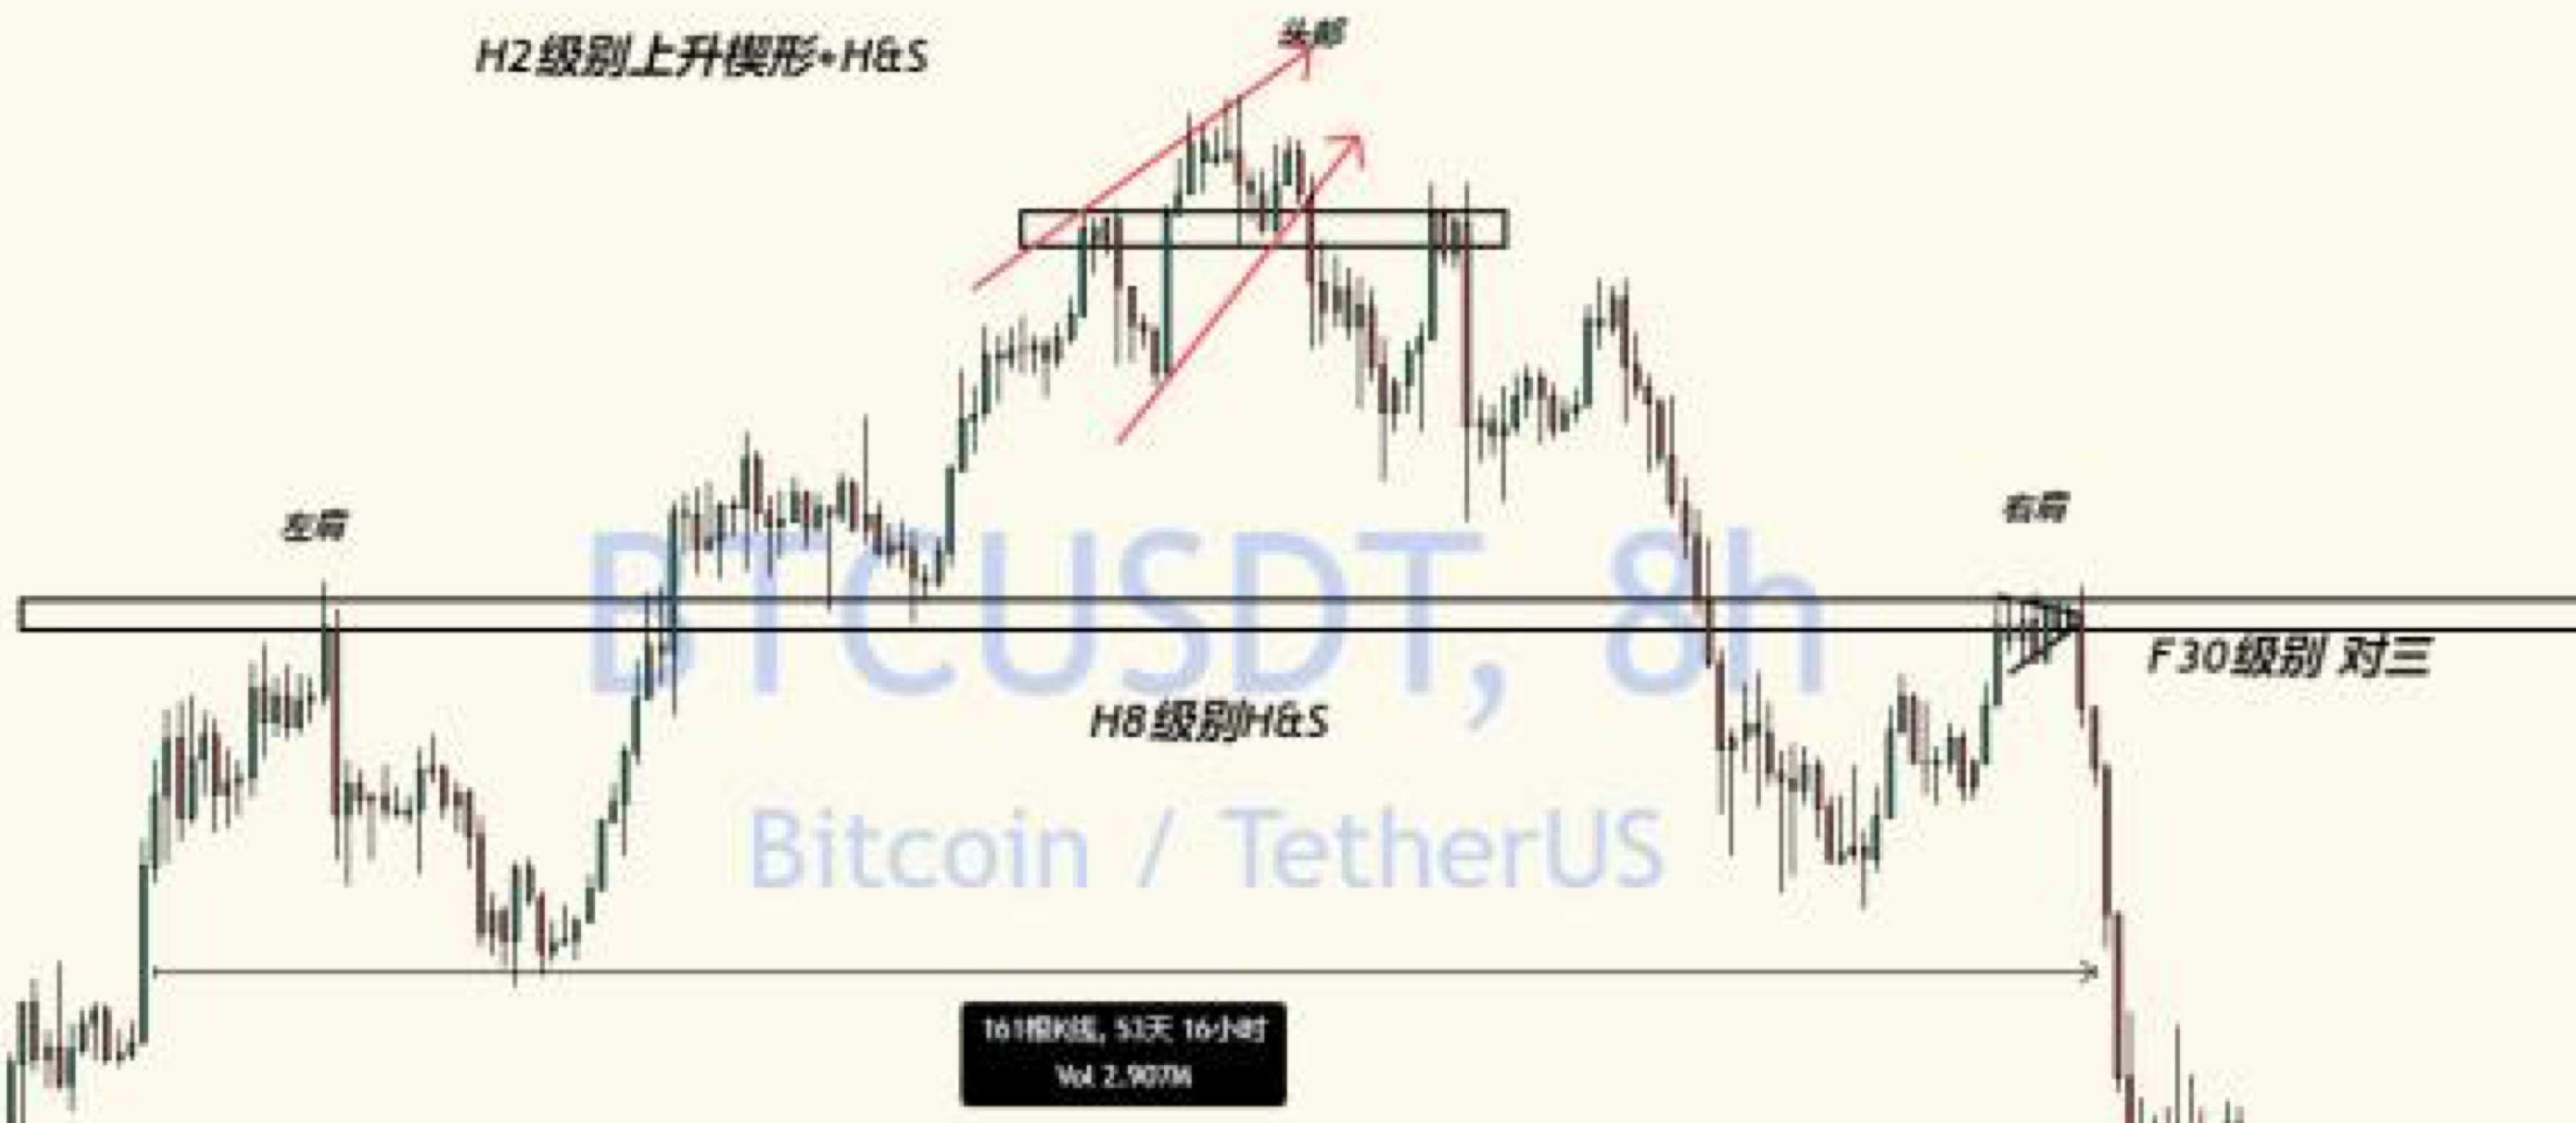 头部
H2级别上升楔形+H&S
左肩
右肩
BTCUSDT, 8h
F30级别 对三
H8级别H&S
Bitcoin / TetherUS
161根K线, 53天 16小时
Vol 2.907M